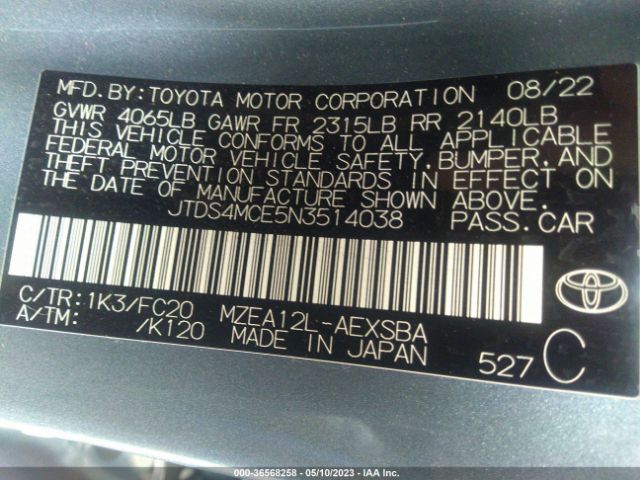 MFD.BY:TOYOTA MOTOR CORPORATION 08/22
GVWR 4065LB GAWR FR 2315LB RR 2140LB
THIS VEHICLE CONFORMS TO ALL APPLICABLE
FEDERAL MOTOR VEHICLE SAFETY, BUMPER, AND
THEFT PREVENTION STANDARDS IN EFFECT ON
THE DATE OF MANUFACTURE SHOWN ABOVE.
JTDS4MCE5N3514038 PASS.CAR
C/TR:1K3/FC20 MZEA12L-AEXSBA
A/TM: /K120 MADE IN JAPAN
527 C
TOYOTA
000-36568258 - 05/10/2023 - IAA Inc.